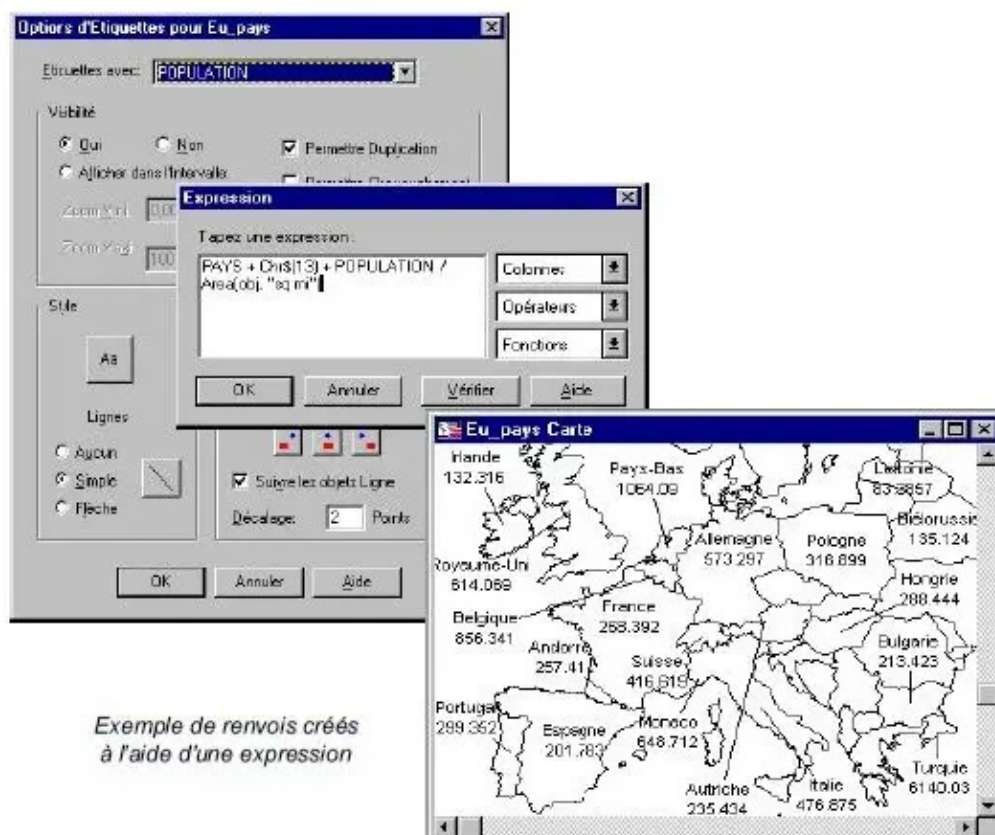 Options d'Etiquettes pour Eu_pays
Etiquettes avec: POPULATION
Visibilité
Oui Non Permettre Duplication
Afficher dans l'Intervalle:
Expression
Tapez une expression:
PAYS + Chr$(13) + POPULATION /
Area(obj, "sq mi")
Colonnes
Opérateurs
Fonctions
OK Annuler Vérifier Aide
Style
Aa
Lignes
Aucun
Simple
Flèche
Suivre les objets Ligne
Décalage: 2 Points
OK Annuler Aide
Eu_pays Carte
Irlande
132.316
Pays-Bas
1064.09
Lettonie
83.8857
Biélorussie
135.124
Allemagne
573.297
Pologne
316.899
Royaume-Uni
614.069
Hongrie
288.444
Belgique
856.341
France
268.392
Bulgarie
213.423
Andorre
257.41
Suisse
416.619
Portugal
299.352
Espagne
201.783
Monaco
648.712
Autriche
235.434
Italie
476.875
Turquie
6140.03
Exemple de renvois créés
à l'aide d'une expression